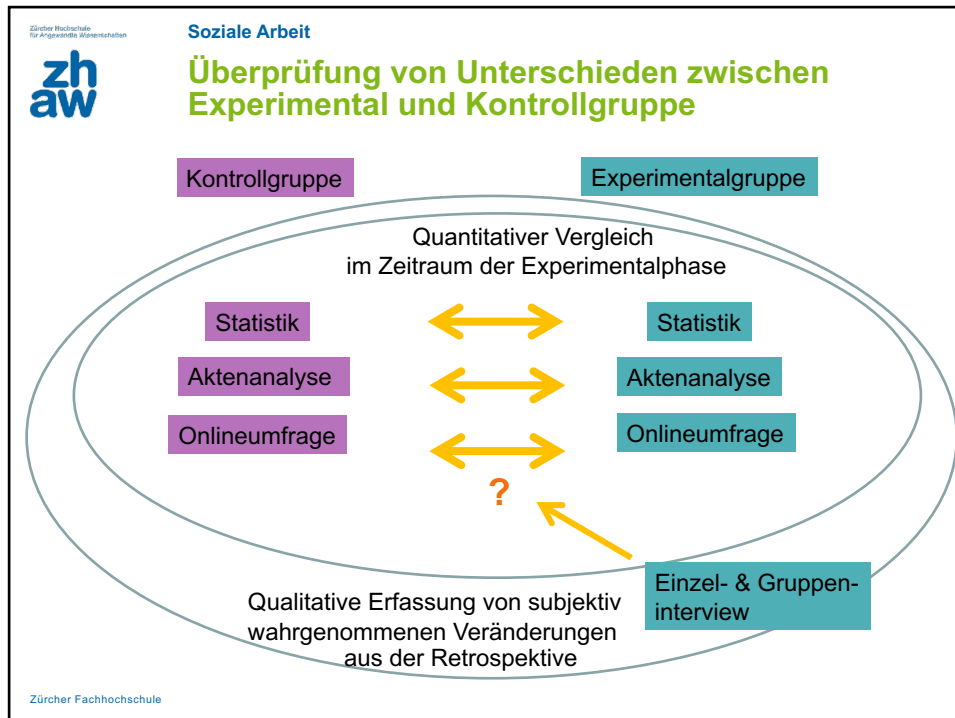 Zürcher Hochschule
für Angewandte Wissenschaften
zh
aw
Soziale Arbeit
Überprüfung von Unterschieden zwischen
Experimental und Kontrollgruppe
Kontrollgruppe
Experimentalgruppe
Quantitativer Vergleich
im Zeitraum der Experimentalphase
Statistik
Statistik
Aktenanalyse
Aktenanalyse
Onlineumfrage
Onlineumfrage
?
Einzel- & Gruppen-
interview
Qualitative Erfassung von subjektiv
wahrgenommenen Veränderungen
aus der Retrospektive
Zürcher Fachhochschule